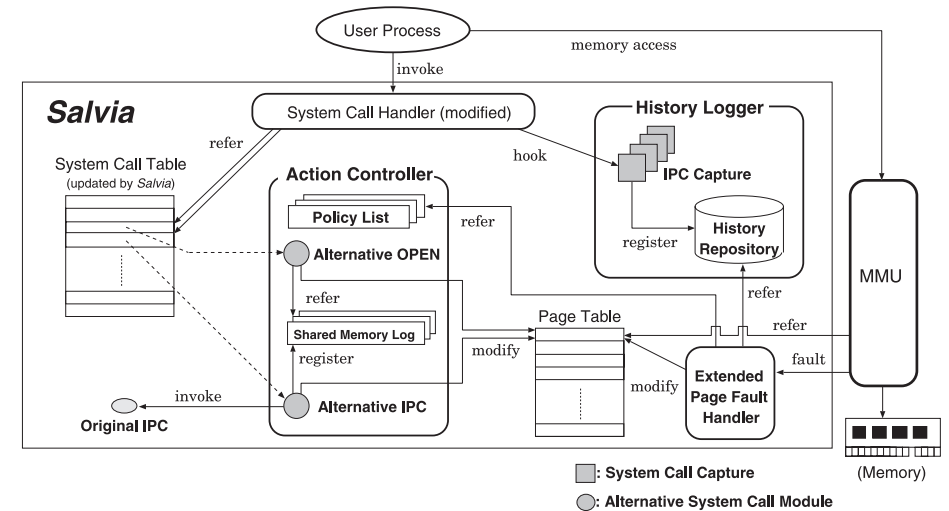 User Process
memory access
invoke
Salvia
System Call Handler (modified)
History Logger
refer
hook
IPC Capture
System Call Table
(updated by Salvia)
Action Controller
Policy List
refer
register
History
Repository
Alternative OPEN
MMU
refer
refer
Shared Memory Log
Page Table
refer
register
modify
fault
invoke
Alternative IPC
modify
Extended
Page Fault
Handler
Original IPC
(Memory)
: System Call Capture
: Alternative System Call Module